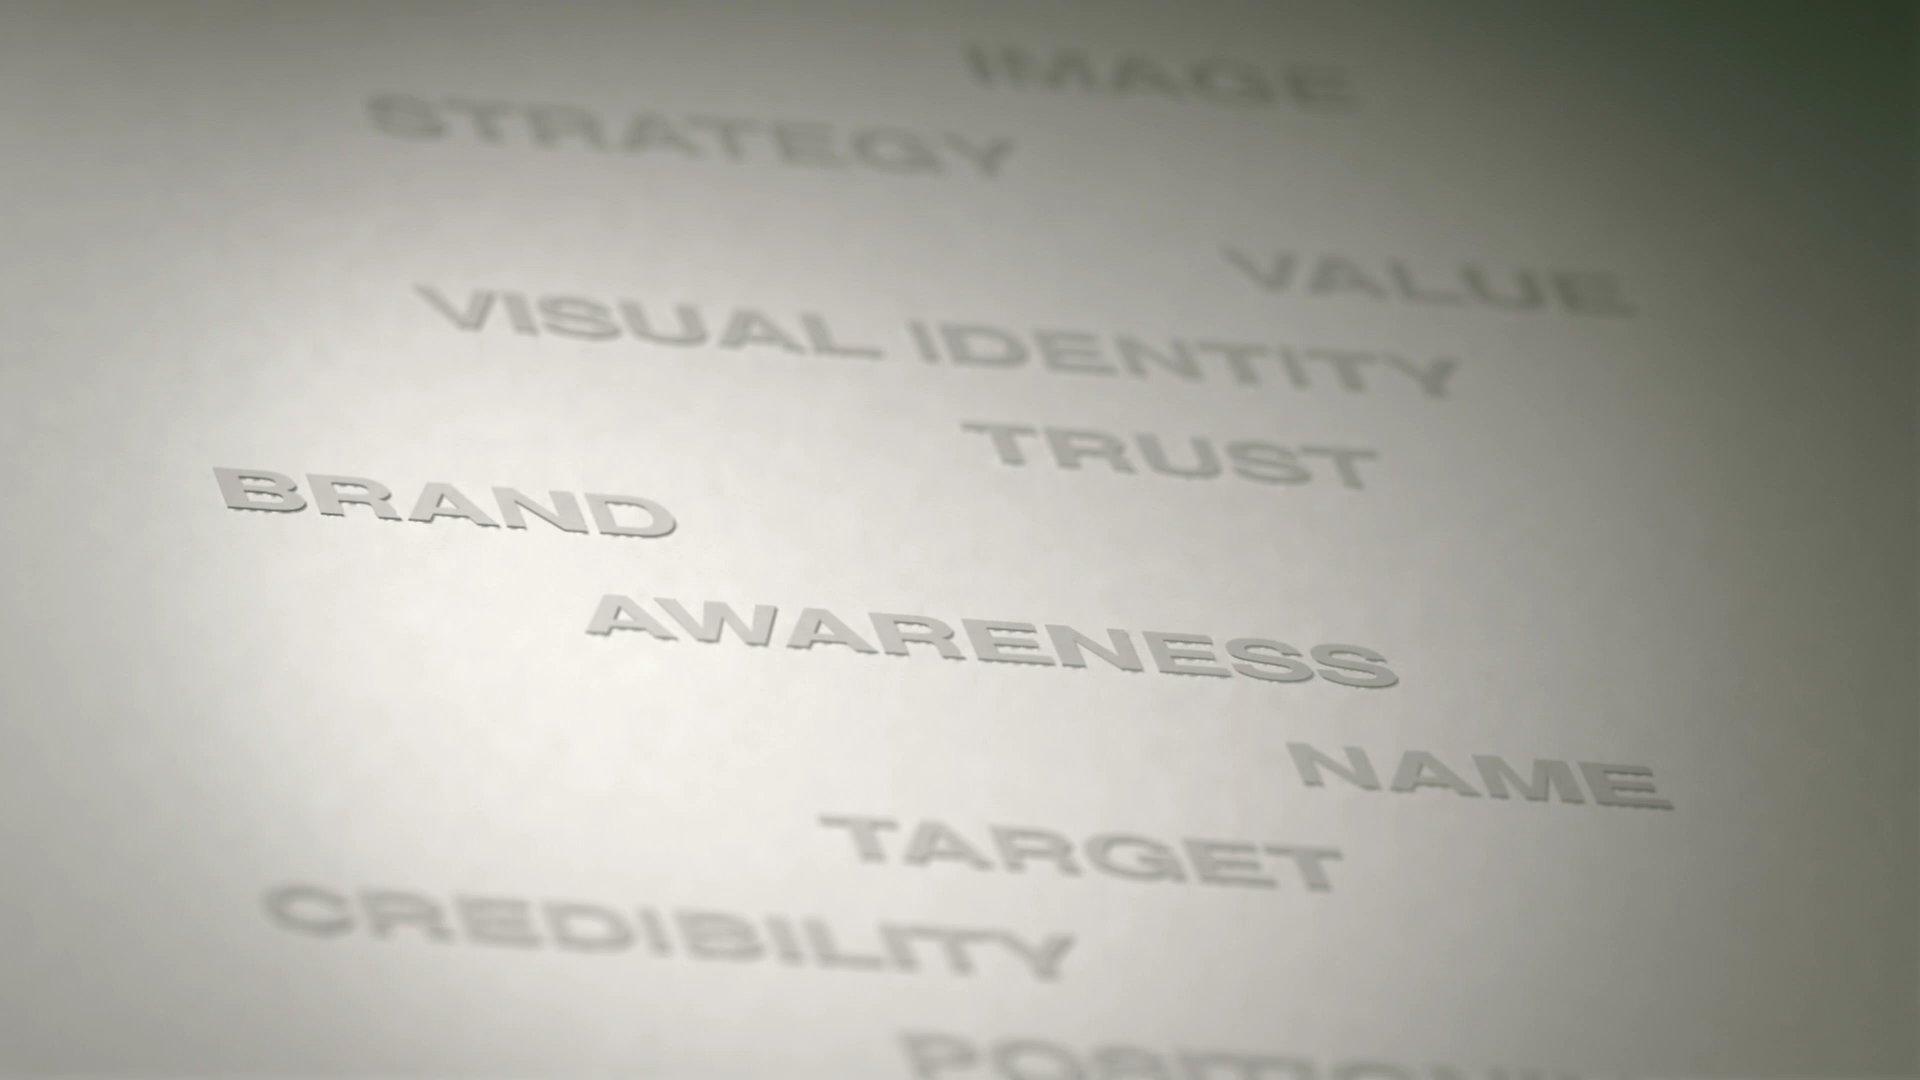 IMAGE
STRATEGY
VALUE
VISUAL IDENTITY
TRUST
BRAND
AWARENESS
NAME
TARGET
CREDIBILITY